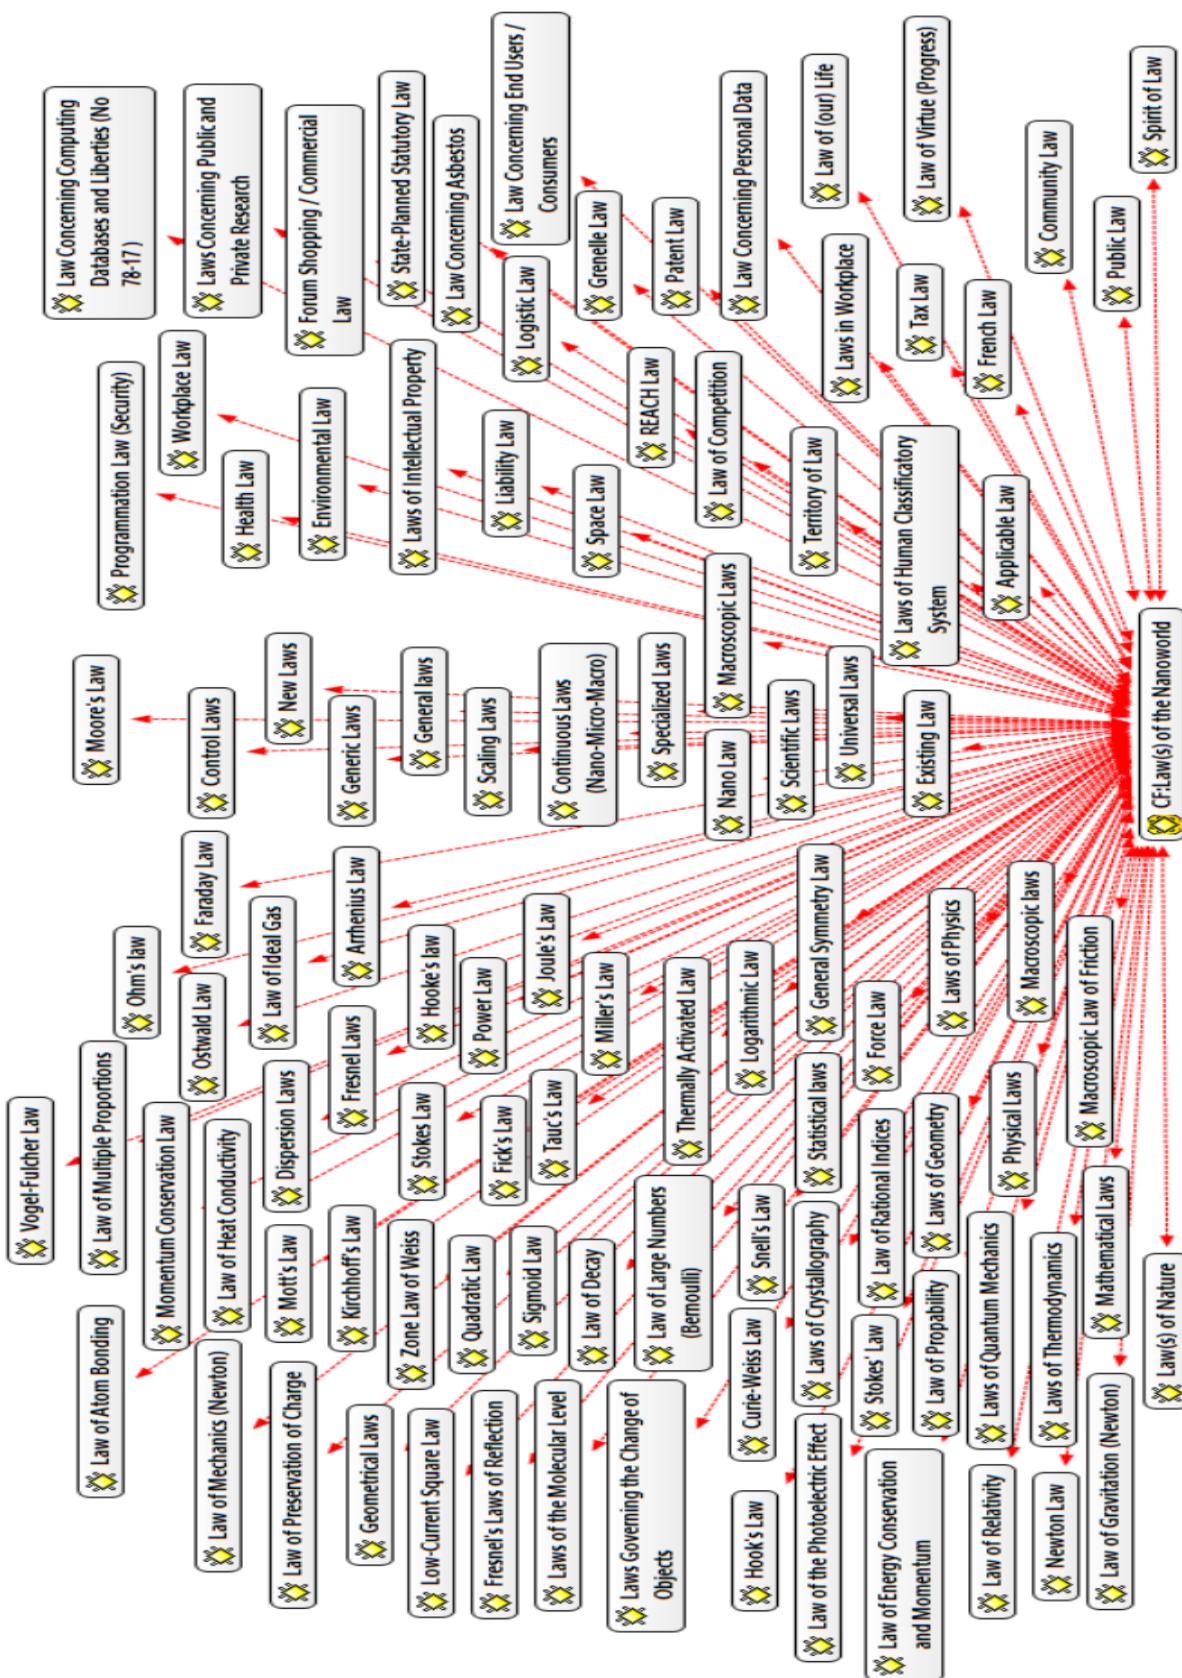 Law(s) of Nature
Law of Gravitation (Newton)
Mathematical Laws
Macroscopic Law of Friction
Newton Law
Laws of Thermodynamics
Physical Laws
Macroscopic laws
Law of Relativity
Laws of Quantum Mechanics
Laws of Geometry
Laws of Physics
Law of Energy Conservation
and Momentum
Law of Propability
Law of Rational Indices
Force Law
Stokes' Law
Law of the Photoelectric Effect
Laws of Crystallography
Statistical laws
General Symmetry Law
Hook's Law
Curie-Weiss Law
Snell's Law
Logarithmic Law
Laws Governing the Change of
Objects
Law of Large Numbers
(Bernoulli)
Thermally Activated Law
Laws of the Molecular Level
Law of Decay
Tauc's Law
Miller's Law
Fresnel's Laws of Reflection
Sigmoid Law
Fick's Law
Joule's Law
Low-Current Square Law
Quadratic Law
Power Law
Geometrical Laws
Zone Law of Weiss
Stokes Law
Hooke's law
Law of Preservation of Charge
Kirchhoff's Law
Fresnel Laws
Arrhenius Law
Law of Mechanics (Newton)
Mott's Law
Dispersion Laws
Law of Ideal Gas
Law of Heat Conductivity
Faraday Law
Momentum Conservation Law
Ostwald Law
Law of Atom Bonding
Law of Multiple Proportions
Ohm's law
Vogel-Fulcher Law
Moore's Law
Control Laws
New Laws
Generic Laws
General laws
Scaling Laws
Continuous Laws
(Nano-Micro-Macro)
Specialized Laws
Nano Law
Macroscopic Laws
Scientific Laws
Universal Laws
Existing Law
CF:Law(s) of the Nanoworld
Programmation Law (Security)
Workplace Law
Health Law
Environmental Law
Laws of Intellectual Property
Liability Law
Space Law
REACH Law
Law of Competition
Territory of Law
Laws of Human Classificatory
System
Applicable Law
Law Concerning Computing
Databases and Liberties (No
78-17 )
Laws Concerning Public and
Private Research
Forum Shopping / Commercial
Law
State-Planned Statutory Law
Law Concerning Asbestos
Law Concerning End Users /
Consumers
Logistic Law
Grenelle Law
Patent Law
Law Concerning Personal Data
Laws in Workplace
Law of (our) Life
Tax Law
Law of Virtue (Progress)
French Law
Community Law
Public Law
Spirit of Law